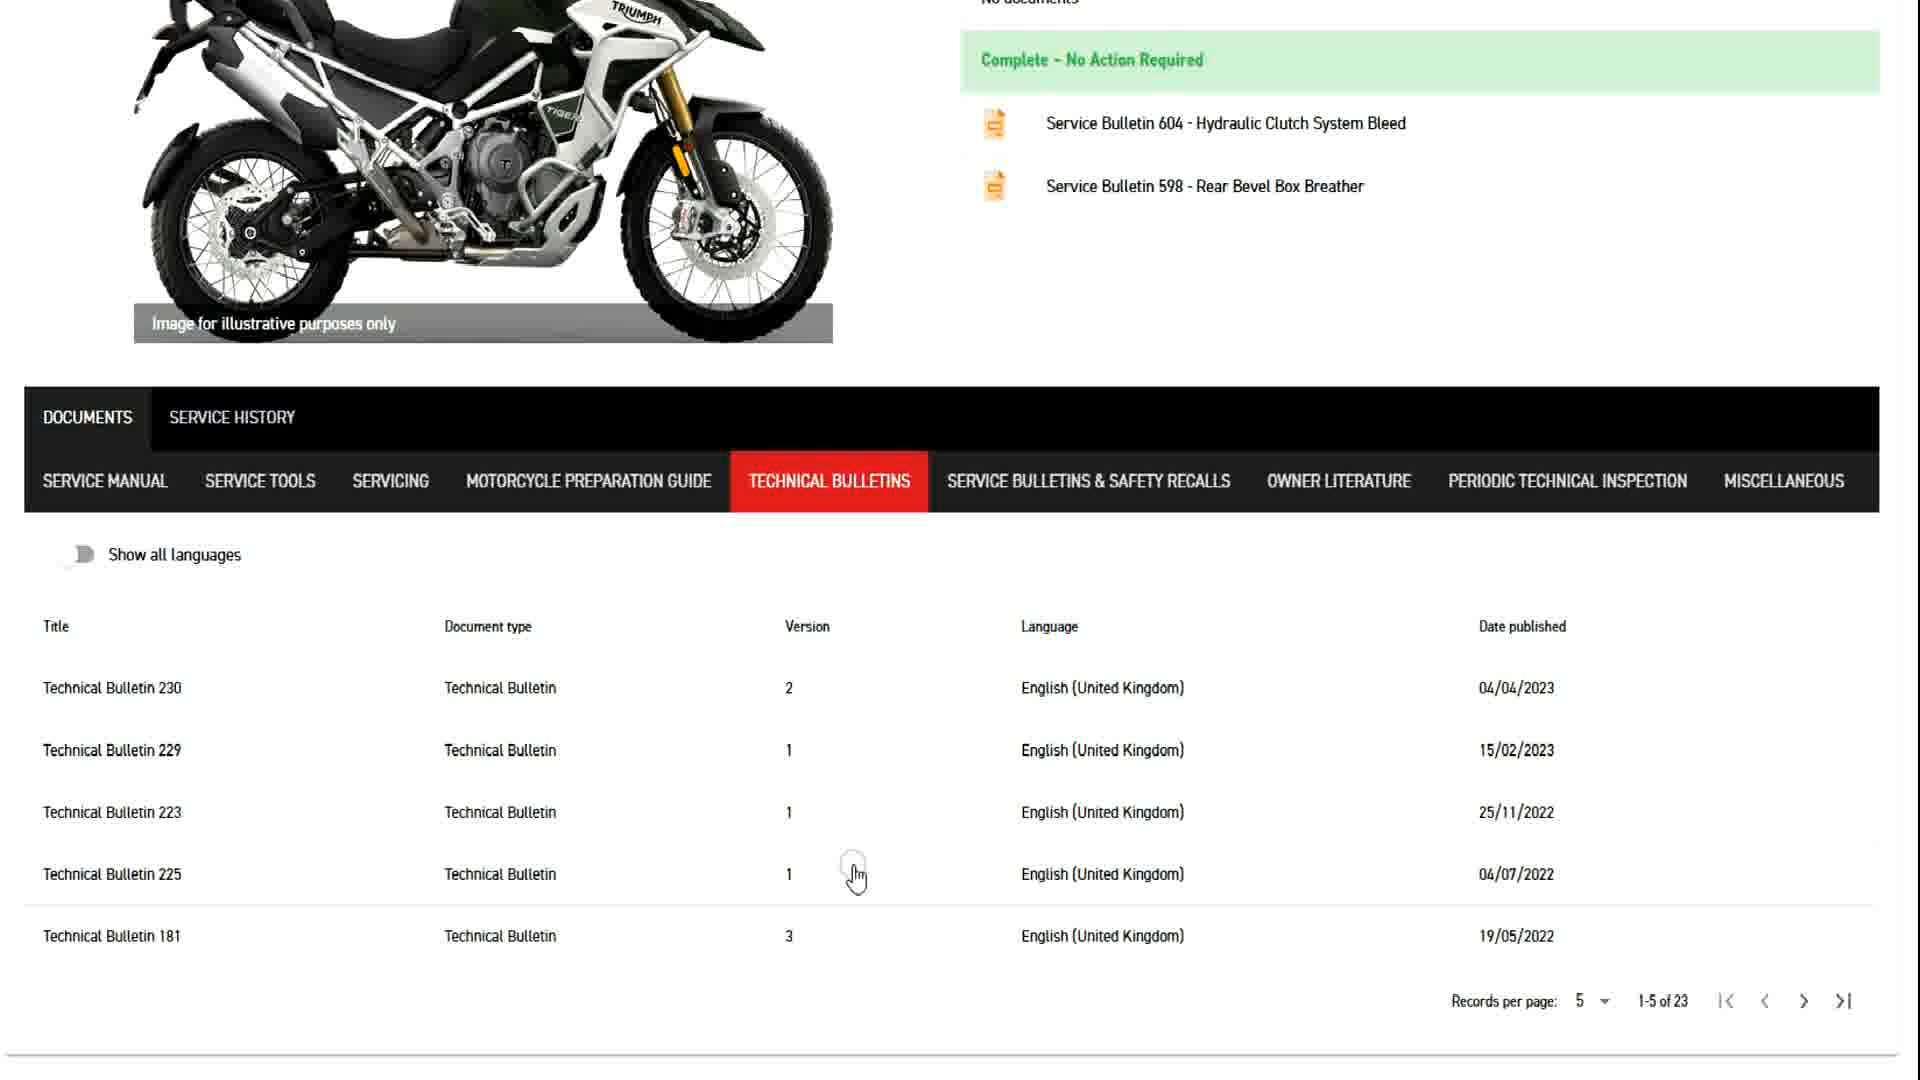 TRIUMPH
TIGER
Image for illustrative purposes only
No documents
Complete - No Action Required
Service Bulletin 604 - Hydraulic Clutch System Bleed
Service Bulletin 598 - Rear Bevel Box Breather
DOCUMENTS SERVICE HISTORY
SERVICE MANUAL SERVICE TOOLS SERVICING MOTORCYCLE PREPARATION GUIDE TECHNICAL BULLETINS SERVICE BULLETINS & SAFETY RECALLS OWNER LITERATURE PERIODIC TECHNICAL INSPECTION MISCELLANEOUS
Show all languages
Title Document type Version Language Date published
Technical Bulletin 230 Technical Bulletin 2 English (United Kingdom) 04/04/2023
Technical Bulletin 229 Technical Bulletin 1 English (United Kingdom) 15/02/2023
Technical Bulletin 223 Technical Bulletin 1 English (United Kingdom) 25/11/2022
Technical Bulletin 225 Technical Bulletin 1 English (United Kingdom) 04/07/2022
Technical Bulletin 181 Technical Bulletin 3 English (United Kingdom) 19/05/2022
Records per page: 5 1-5 of 23